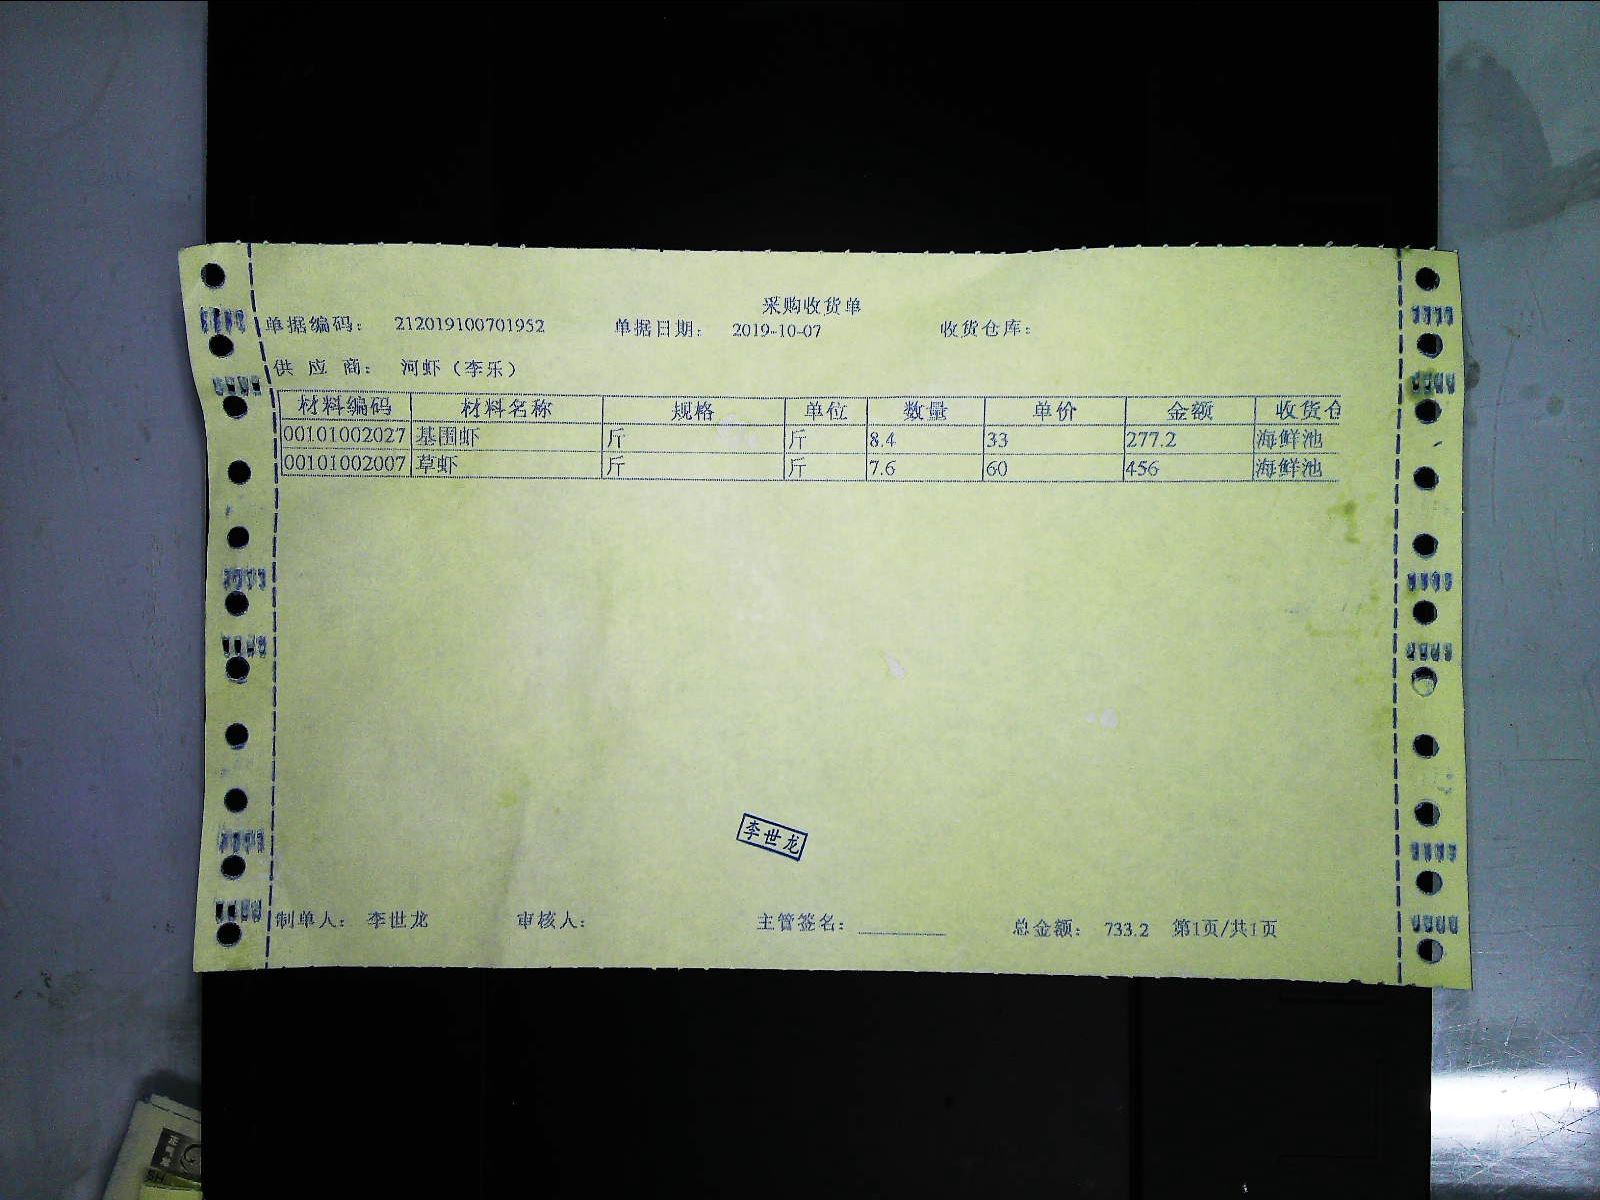 采购收货单
单据编码： 212019100701952 单据日期： 2019-10-07 收货仓库：
供 应 商： 河虾（李乐）
材料编码 材料名称 规格 单位 数量 单价 金额 收货仓
00101002027 基围虾 斤 斤 8.4 33 277.2 海鲜池
00101002007 草虾 斤 斤 7.6 60 456 海鲜池
李世龙
制单人： 李世龙 审核人： 主管签名： 总金额： 733.2 第1页/共1页